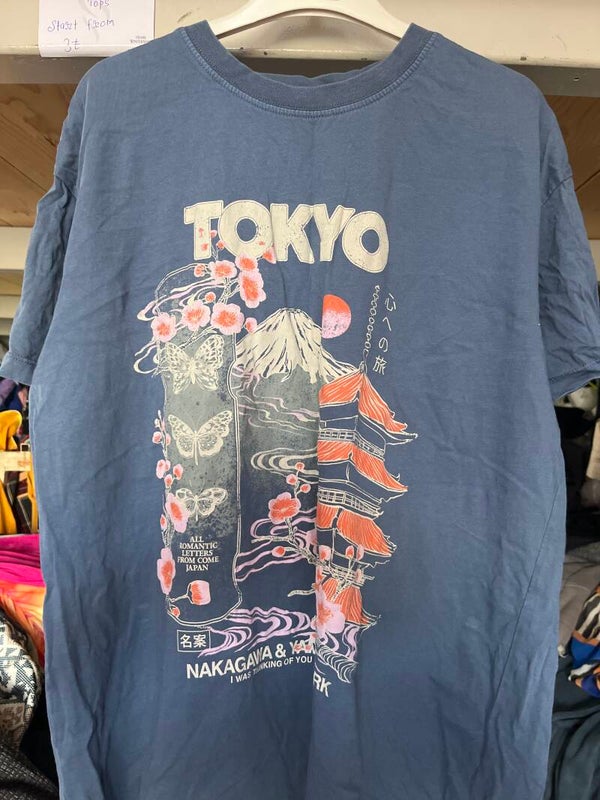 Tops
Start from
3£
TOKYO
心への旅
ALL
ROMANTIC
LETTERS
FROM COME
JAPAN
名案
NAKAGAWA &
I WAS THINKING OF YOU